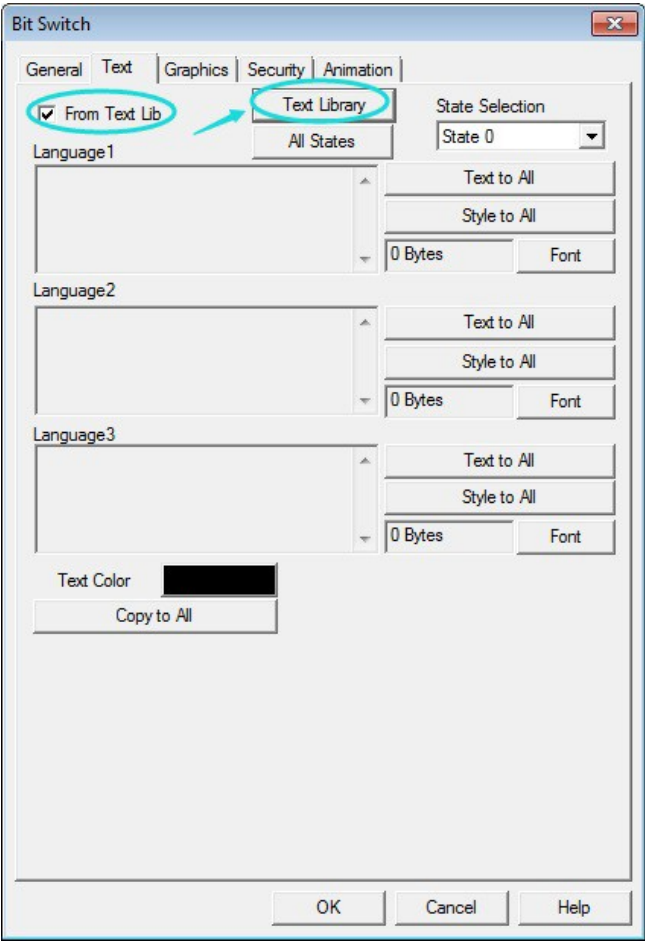 Bit Switch
General Text Graphics Security Animation
From Text Lib Text Library State Selection
All States State 0
Language1
Text to All
Style to All
0 Bytes Font
Language2
Text to All
Style to All
0 Bytes Font
Language3
Text to All
Style to All
0 Bytes Font
Text Color
Copy to All
OK Cancel Help